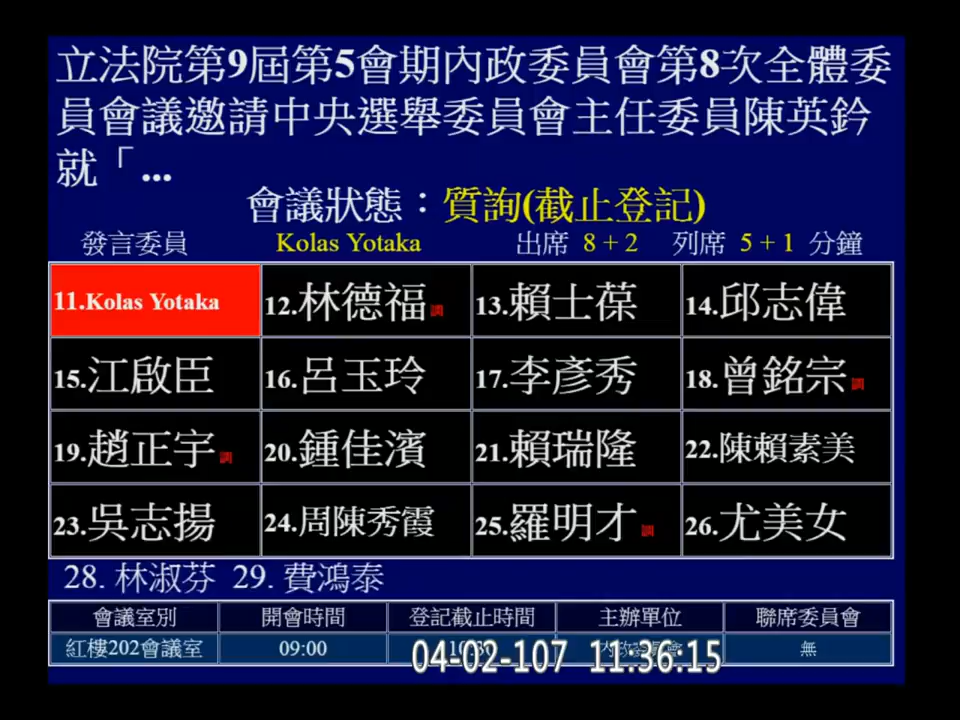 立法院第9屆第5會期內政委員會第8次全體委
員會議邀請中央選舉委員會主任委員陳英鈐
就「...
會議狀態：質詢(截止登記)
發言委員 Kolas Yotaka 出席 8 + 2 列席 5 + 1 分鐘
11.Kolas Yotaka 12.林德福調 13.賴士葆 14.邱志偉
15.江啟臣 16.呂玉玲 17.李彥秀 18.曾銘宗調
19.趙正宇調 20.鍾佳濱 21.賴瑞隆 22.陳賴素美
23.吳志揚 24.周陳秀霞 25.羅明才調 26.尤美女
28. 林淑芬 29. 費鴻泰
會議室別 開會時間 登記截止時間 主辦單位 聯席委員會
紅樓202會議室 09:00 內政委員會 無
04-02-107 11:36:15